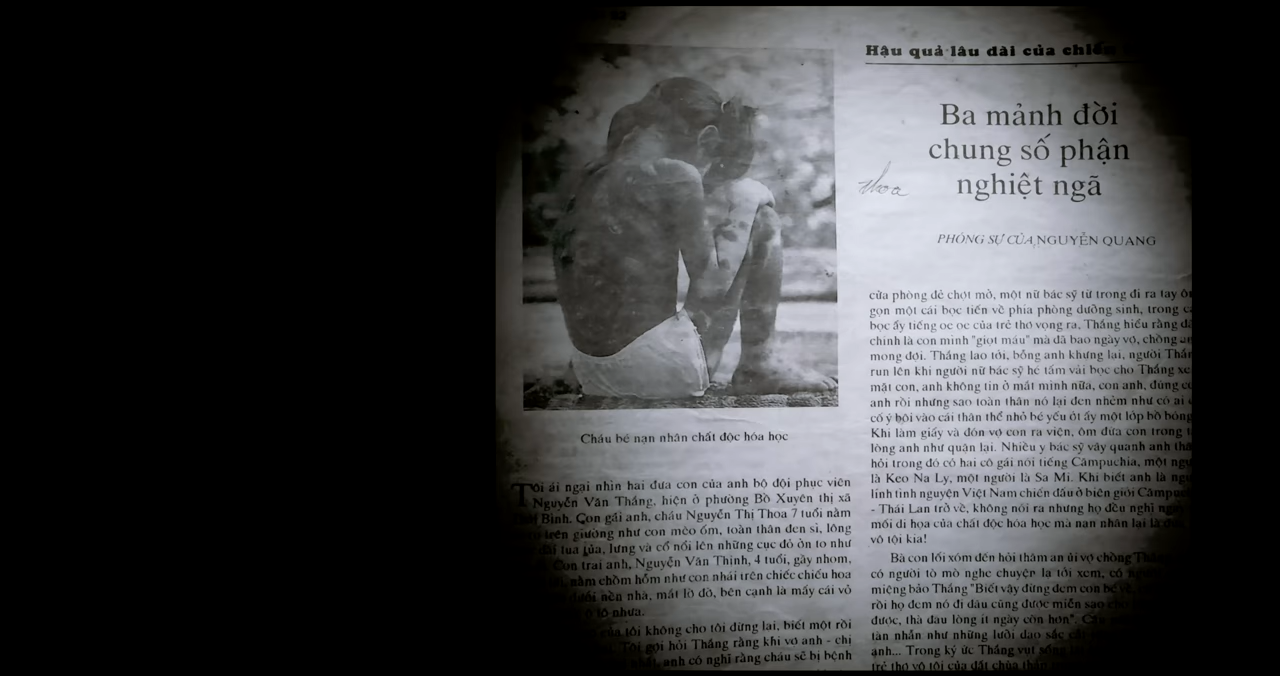 Hậu quả lâu dài của chiến
Ba mảnh đời
chung số phận
nghiệt ngã
Thoa
PHÓNG SỰ CỦA NGUYỄN QUANG
Cháu bé nạn nhân chất độc hóa học
Tôi ái ngại nhìn hai đứa con của anh bộ đội phục viên
Nguyễn Văn Thắng, hiện ở phường Bồ Xuyên thị xã
Bình. Con gái anh, cháu Nguyễn Thị Thoa 7 tuổi nằm
trên giường như con mèo ốm, toàn thân đen sì, lông
dài tua tủa, lưng và cổ nổi lên những cục đỏ ỏn to như
Con trai anh, Nguyễn Văn Thịnh, 4 tuổi, gầy nhom,
nằm chồm hổm như con nhái trên chiếc chiếu hoa
dưới nền nhà, mắt lờ đờ, bên cạnh là mấy cái vỏ
ô tô nhựa.
của tôi không cho tôi dừng lại, biết một rồi
Tôi gợi hỏi Thắng rằng khi vợ anh - chị
nhất, anh có nghĩ rằng cháu sẽ bị bệnh
cửa phòng đẻ chợt mở, một nữ bác sỹ từ trong đi ra tay ôm
gọn một cái bọc tiến về phía phòng dưỡng sinh, trong
bọc ấy tiếng oe oe của trẻ thơ vọng ra, Thắng hiểu rằng
chính là con mình "giọt máu" mà đã bao ngày vợ, chồng
mong đợi. Thắng lao tới, bỗng anh khựng lại, người
run lên khi người nữ bác sỹ hé tấm vải bọc cho Thắng
mặt con, anh không tin ở mắt mình nữa, con anh, đúng
anh rồi nhưng sao toàn thân nó lại đen nhẻm như có ai
cố ý bôi vào cái thân thể nhỏ bé yếu ớt ấy một lớp bồ hóng
Khi làm giấy và đón vợ con ra viện, ôm đứa con trong
lòng anh như quặn lại. Nhiều y bác sỹ vây quanh anh
hỏi trong đó có hai cô gái nói tiếng Cămpuchia, một
là Keo Na Ly, một người là Sa Mi. Khi biết anh là
lính tình nguyện Việt Nam chiến đấu ở biên giới
- Thái Lan trở về, không nói ra nhưng họ đều nghĩ ngay
mối di họa của chất độc hóa học mà nạn nhân lại là
vô tội kia!
Bà con lối xóm đến hỏi thăm an ủi vợ chồng
có người tò mò nghe chuyện lạ tới xem, có
miệng bảo Thắng "Biết vậy đừng đem con bé về
rồi họ đem nó đi đâu cũng được miễn sao
được, thà đau lòng ít ngày còn hơn".
tàn nhẫn như những lưỡi dao sắc
anh... Trong ký ức Thắng vụt
trẻ thơ vô tội của đất chùa tháp